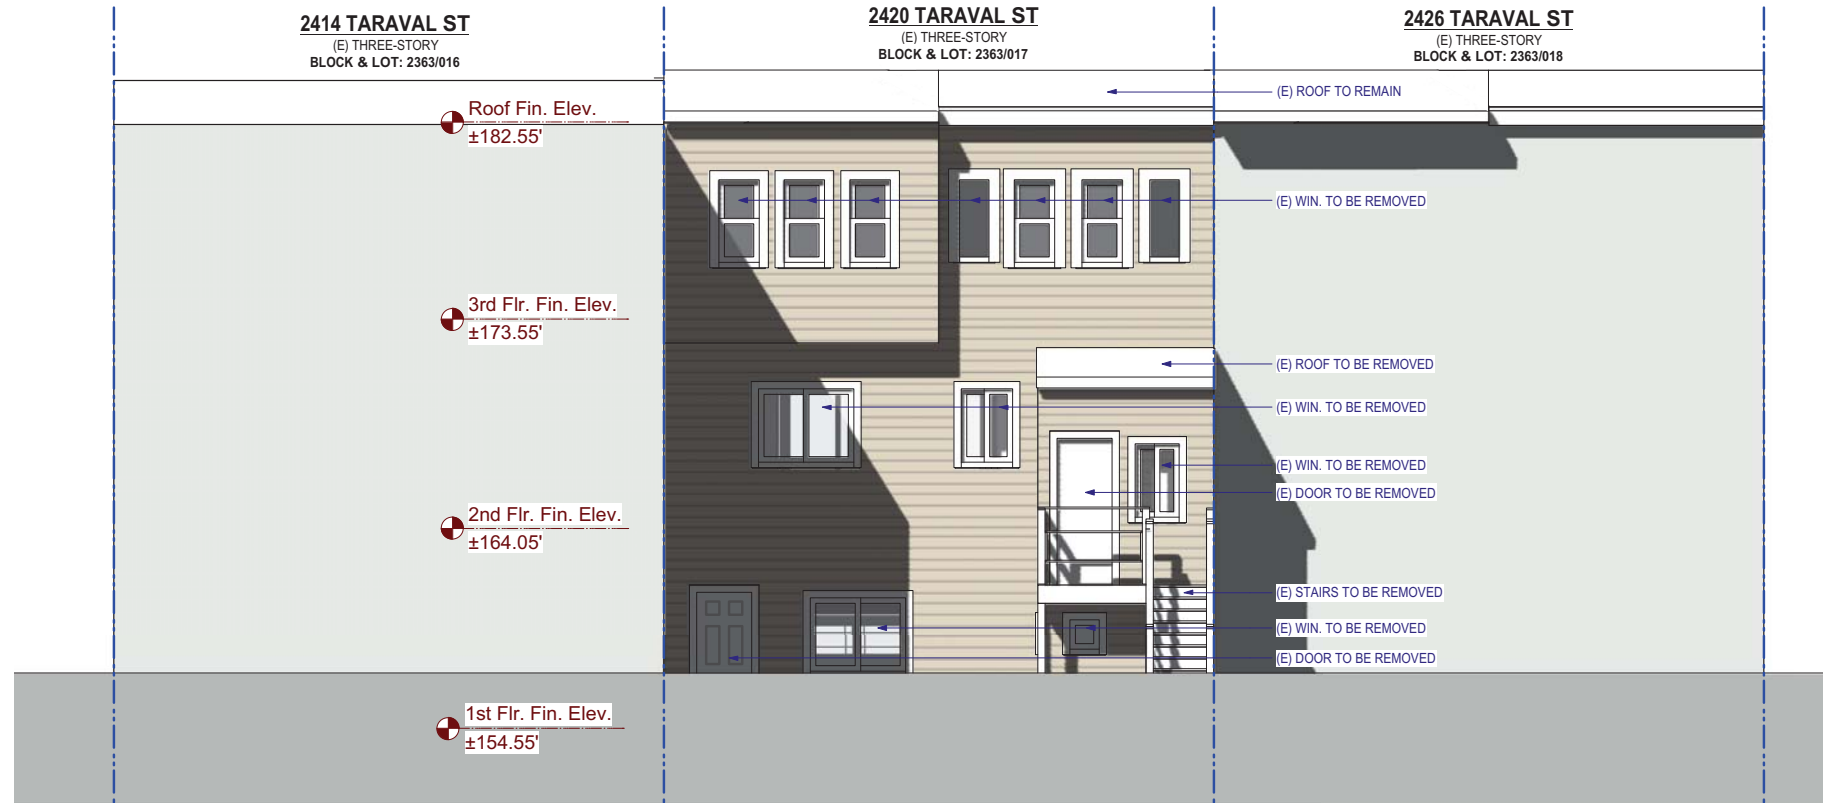 2414 TARAVAL ST
(E) THREE-STORY
BLOCK & LOT: 2363/016
2420 TARAVAL ST
(E) THREE-STORY
BLOCK & LOT: 2363/017
2426 TARAVAL ST
(E) THREE-STORY
BLOCK & LOT: 2363/018
Roof Fin. Elev.
±182.55'
3rd Flr. Fin. Elev.
±173.55'
2nd Flr. Fin. Elev.
±164.05'
1st Flr. Fin. Elev.
±154.55'
(E) ROOF TO REMAIN
(E) WIN. TO BE REMOVED
(E) ROOF TO BE REMOVED
(E) WIN. TO BE REMOVED
(E) WIN. TO BE REMOVED
(E) DOOR TO BE REMOVED
(E) STAIRS TO BE REMOVED
(E) WIN. TO BE REMOVED
(E) DOOR TO BE REMOVED